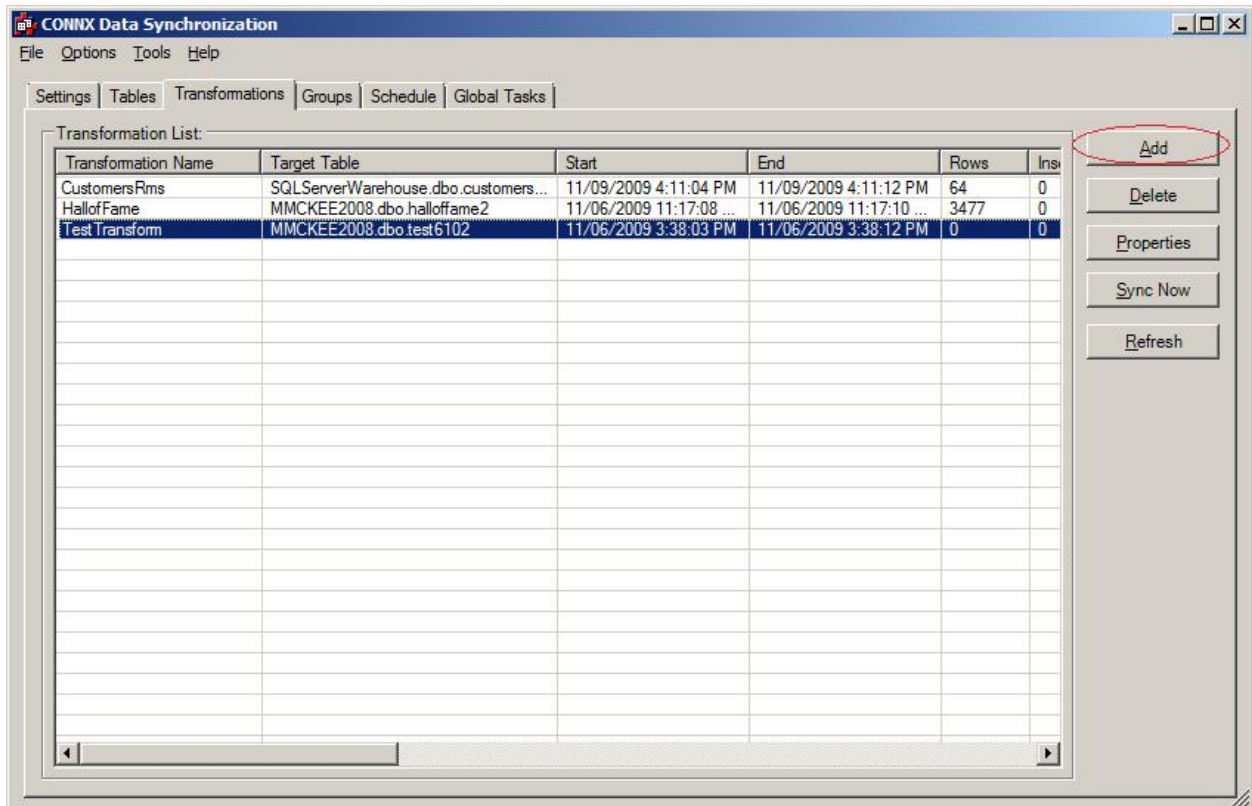 CONNX Data Synchronization
File Options Tools Help
Settings Tables Transformations Groups Schedule Global Tasks
Transformation List:
Transformation Name Target Table Start End Rows Inse
CustomersRms SQLServerWarehouse.dbo.customers... 11/09/2009 4:11:04 PM 11/09/2009 4:11:12 PM 64 0
HallofFame MMCKEE2008.dbo.halloffame2 11/06/2009 11:17:08 ... 11/06/2009 11:17:10 ... 3477 0
TestTransform MMCKEE2008.dbo.test6102 11/06/2009 3:38:03 PM 11/06/2009 3:38:12 PM 0 0
Add
Delete
Properties
Sync Now
Refresh